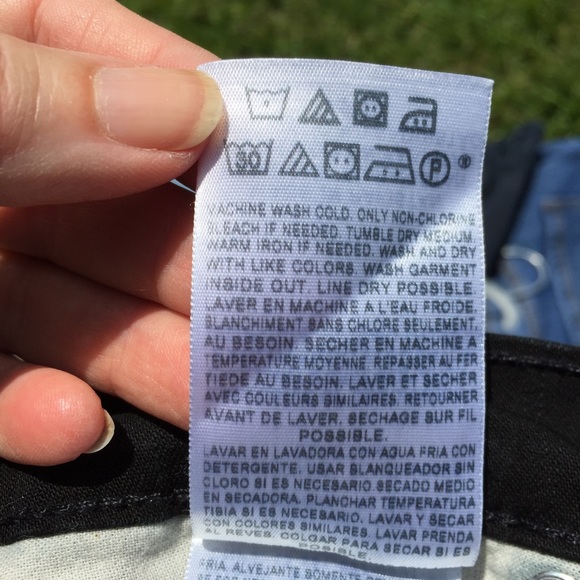 30
P ®
MACHINE WASH COLD. ONLY NON-CHLORINE
BLEACH IF NEEDED. TUMBLE DRY MEDIUM.
WARM IRON IF NEEDED. WASH AND DRY
WITH LIKE COLORS. WASH GARMENT
INSIDE OUT. LINE DRY POSSIBLE.
LAVER EN MACHINE A L'EAU FROIDE.
BLANCHIMENT SANS CHLORE SEULEMENT.
AU BESOIN. SECHER EN MACHINE A
TEMPERATURE MOYENNE. REPASSER AU FER
TIEDE AU BESOIN. LAVER ET SECHER
AVEC COULEURS SIMILAIRES. RETOURNER
AVANT DE LAVER. SECHAGE SUR FIL
POSSIBLE.
LAVAR EN LAVADORA CON AGUA FRIA CON
DETERGENTE. USAR BLANQUEADOR SIN
CLORO SI ES NECESARIO. SECADO MEDIO
EN SECADORA. PLANCHAR TEMPERATURA
TIBIA SI ES NECESARIO. LAVAR Y SECAR
CON COLORES SIMILARES. LAVAR PRENDA
AL REVES. COLGAR PARA SECAR SI ES
POSIBLE
FRIA ALVEJANTE SOMENTE